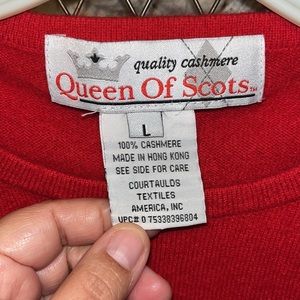 quality cashmere
Queen Of Scots™
L
100% CASHMERE
MADE IN HONG KONG
SEE SIDE FOR CARE
COURTAULDS
TEXTILES
AMERICA, INC
UPC# 0 75338396804